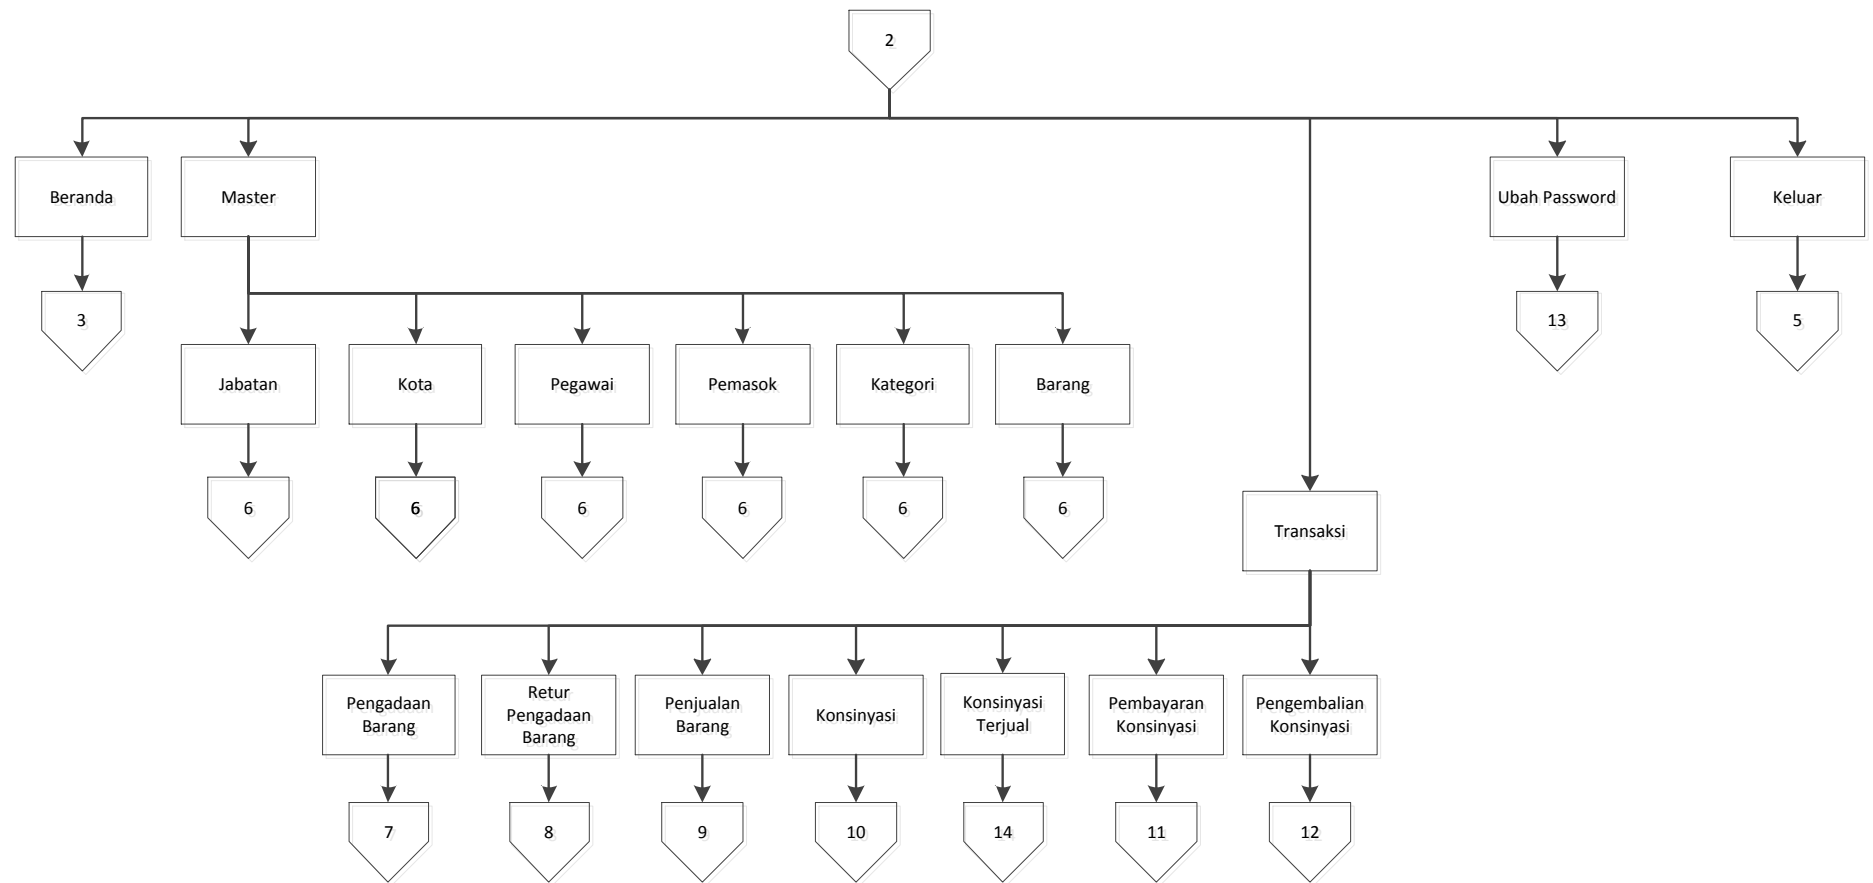 2
Beranda
Master
Ubah Password
Keluar
3
13
5
Jabatan
Kota
Pegawai
Pemasok
Kategori
Barang
6
6
6
6
6
6
Transaksi
Pengadaan
Barang
Retur
Pengadaan
Barang
Penjualan
Barang
Konsinyasi
Konsinyasi
Terjual
Pembayaran
Konsinyasi
Pengembalian
Konsinyasi
7
8
9
10
14
11
12